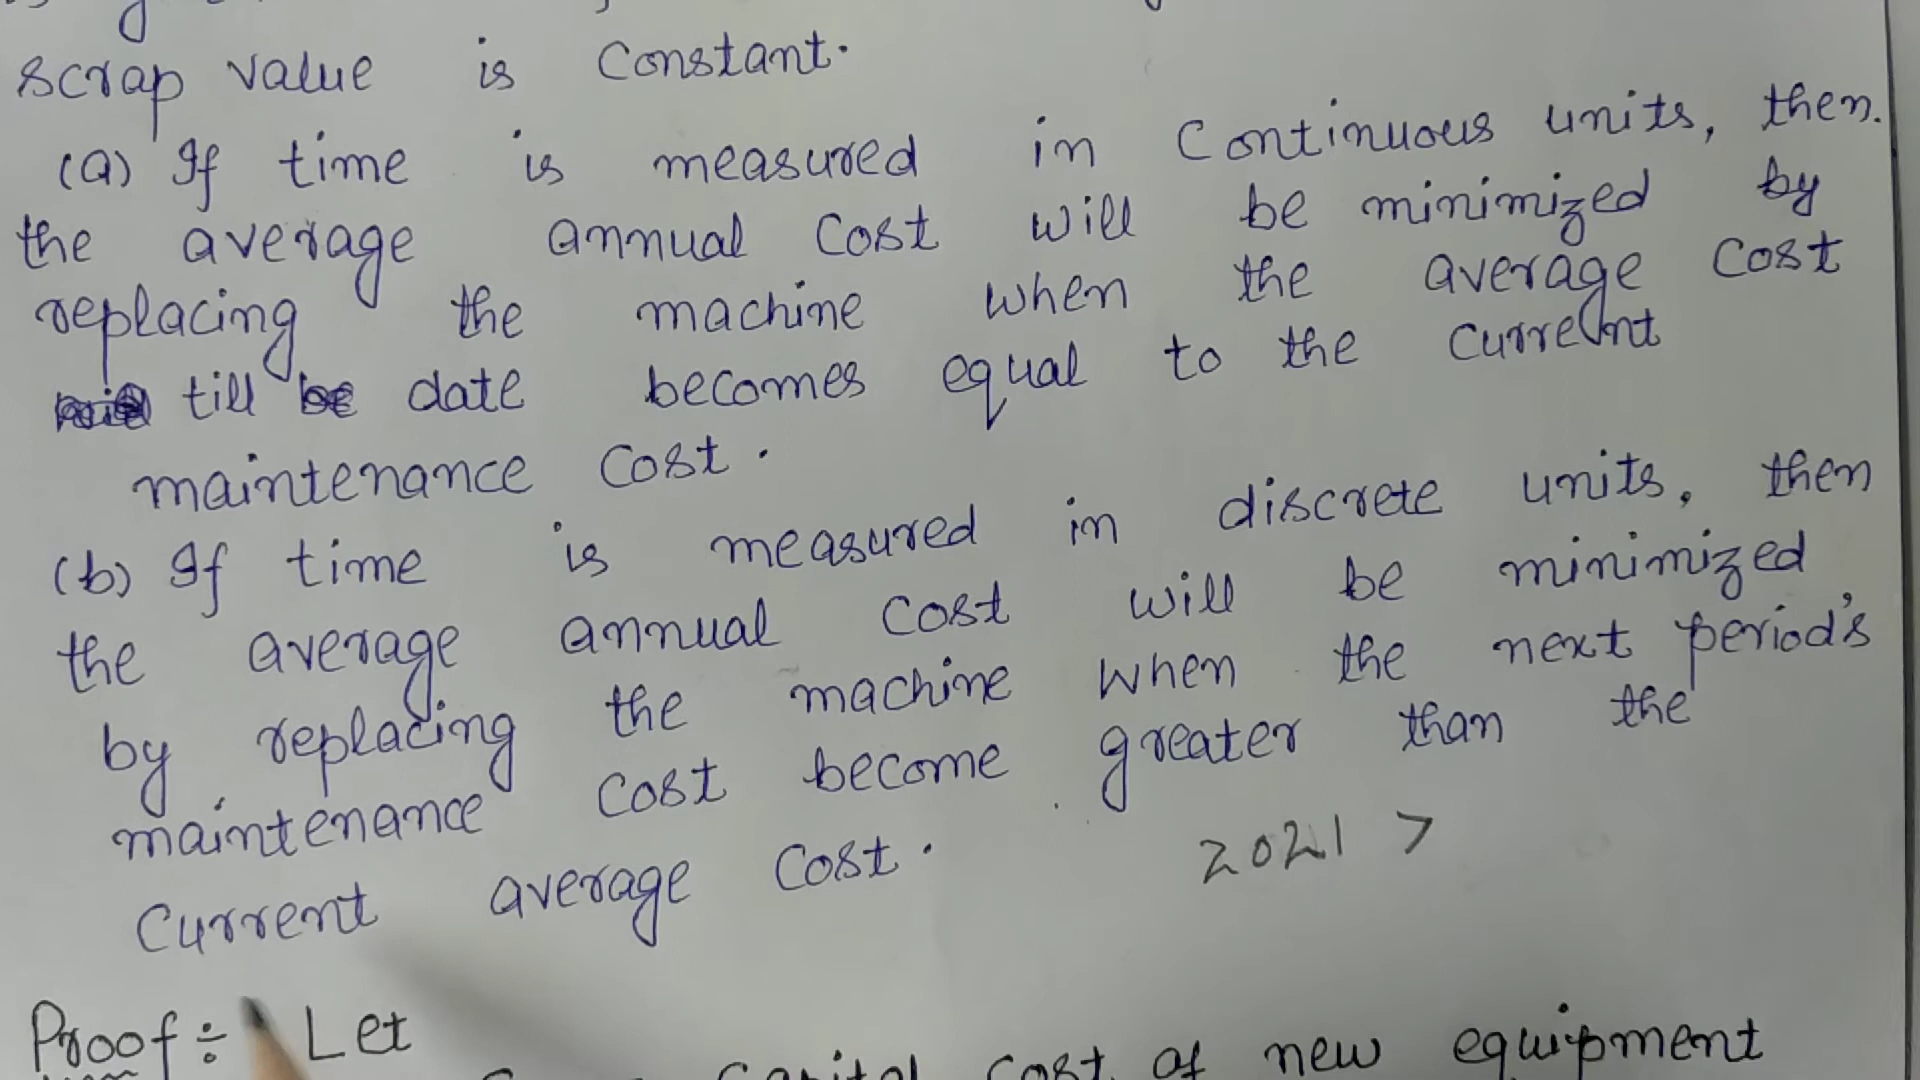 scrap value is constant.
(a) If time is measured in continuous units, then.
the average annual cost will be minimized by
replacing the machine when the average cost
till date becomes equal to the current
maintenance cost.
(b) If time is measured in discrete units, then
the average annual cost will be minimized
by replacing the machine when the next period's
maintenance cost become greater than the
current average cost.
2021 >
Proof ÷ Let
capital cost of new equipment